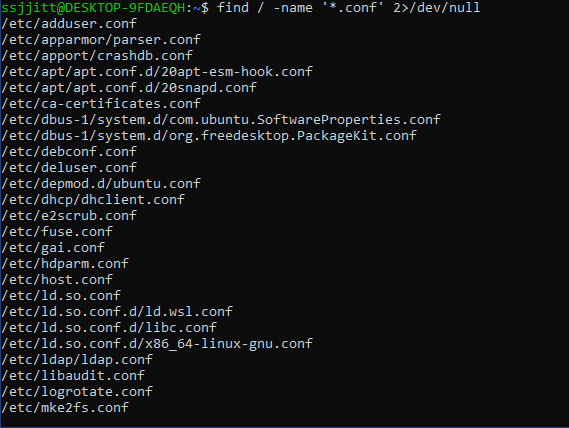 ssjjitt@DESKTOP-9FDAEQH:~$ find / -name '*.conf' 2>/dev/null
/etc/adduser.conf
/etc/apparmor/parser.conf
/etc/apport/crashdb.conf
/etc/apt/apt.conf.d/20apt-esm-hook.conf
/etc/apt/apt.conf.d/20snapd.conf
/etc/ca-certificates.conf
/etc/dbus-1/system.d/com.ubuntu.SoftwareProperties.conf
/etc/dbus-1/system.d/org.freedesktop.PackageKit.conf
/etc/debconf.conf
/etc/deluser.conf
/etc/depmod.d/ubuntu.conf
/etc/dhcp/dhclient.conf
/etc/e2scrub.conf
/etc/fuse.conf
/etc/gai.conf
/etc/hdparm.conf
/etc/host.conf
/etc/ld.so.conf
/etc/ld.so.conf.d/ld.wsl.conf
/etc/ld.so.conf.d/libc.conf
/etc/ld.so.conf.d/x86_64-linux-gnu.conf
/etc/ldap/ldap.conf
/etc/libaudit.conf
/etc/logrotate.conf
/etc/mke2fs.conf